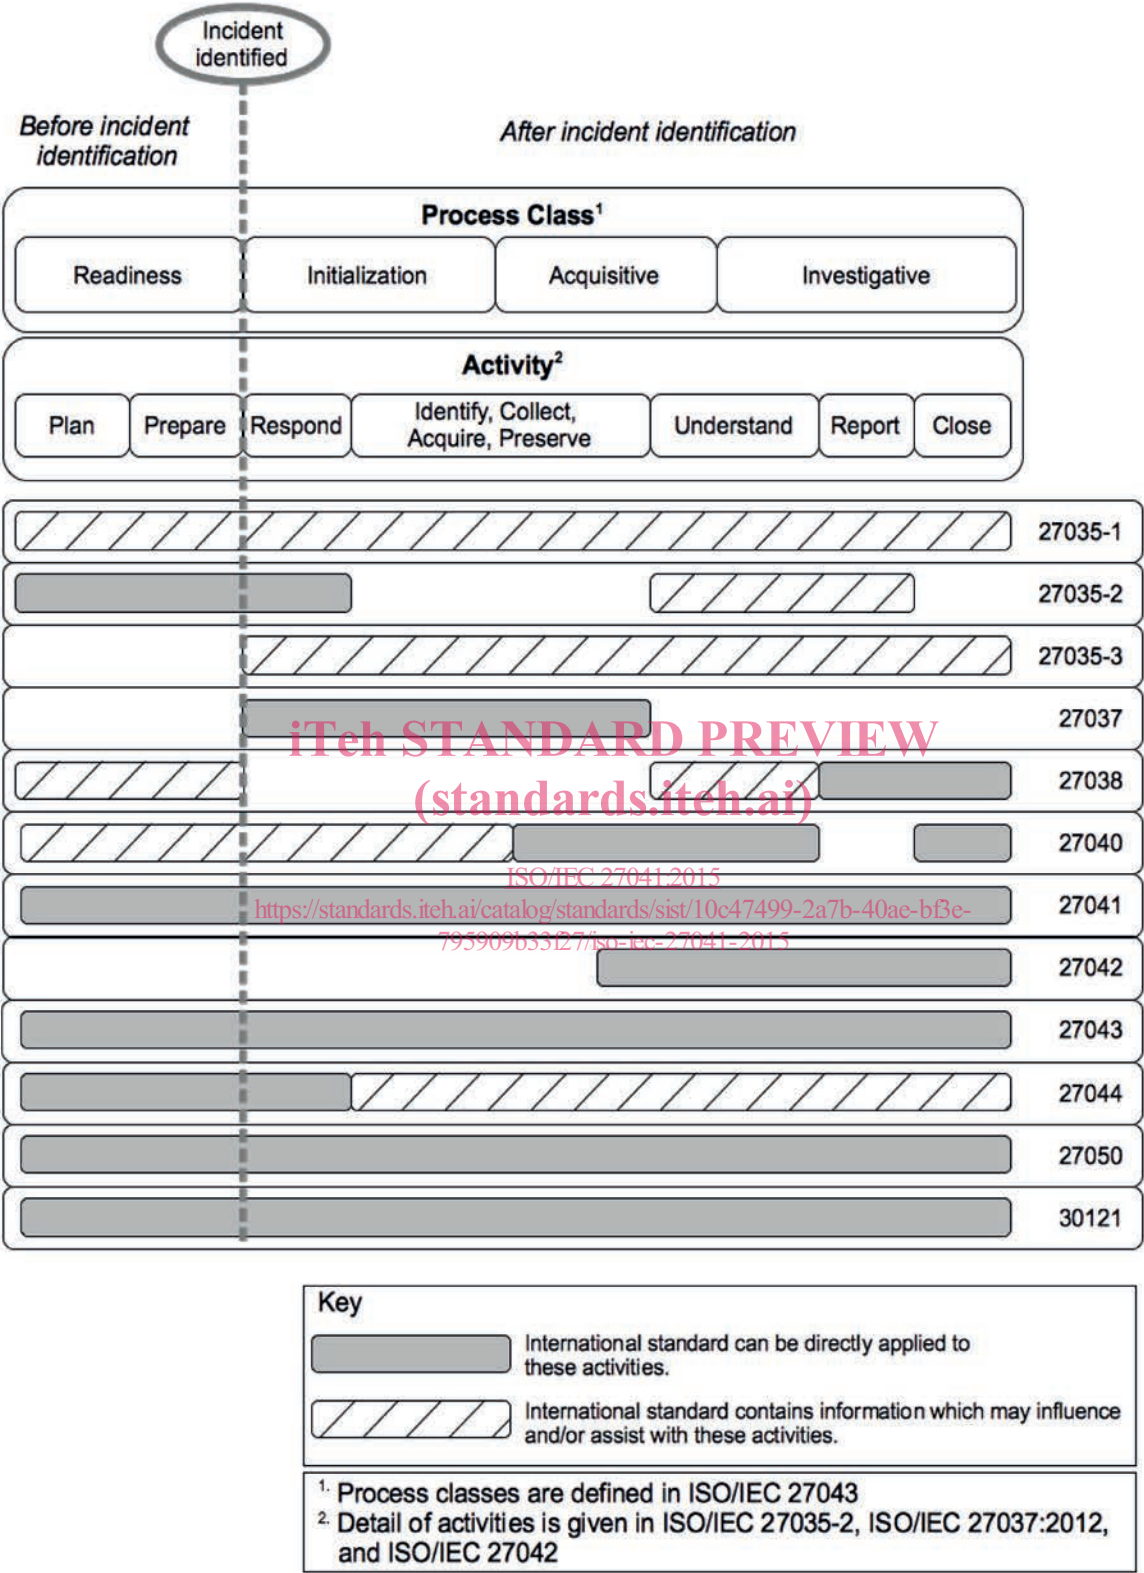 Incident
identified
Before incident
identification
After incident identification
Process Class¹
Readiness
Initialization
Acquisitive
Investigative
Activity²
Plan
Prepare
Respond
Identify, Collect,
Acquire, Preserve
Understand
Report
Close
27035-1
27035-2
27035-3
27037
iTeh STANDARD PREVIEW
27038
(standards.iteh.ai)
27040
ISO/IEC 27041:2015
27041
https://standards.iteh.ai/catalog/standards/sist/10c47499-2a7b-40ae-bf3e-
795909b33f27/iso-iec-27041-2015
27042
27043
27044
27050
30121
Key
International standard can be directly applied to
these activities.
International standard contains information which may influence
and/or assist with these activities.
1. Process classes are defined in ISO/IEC 27043
2. Detail of activities is given in ISO/IEC 27035-2, ISO/IEC 27037:2012,
and ISO/IEC 27042